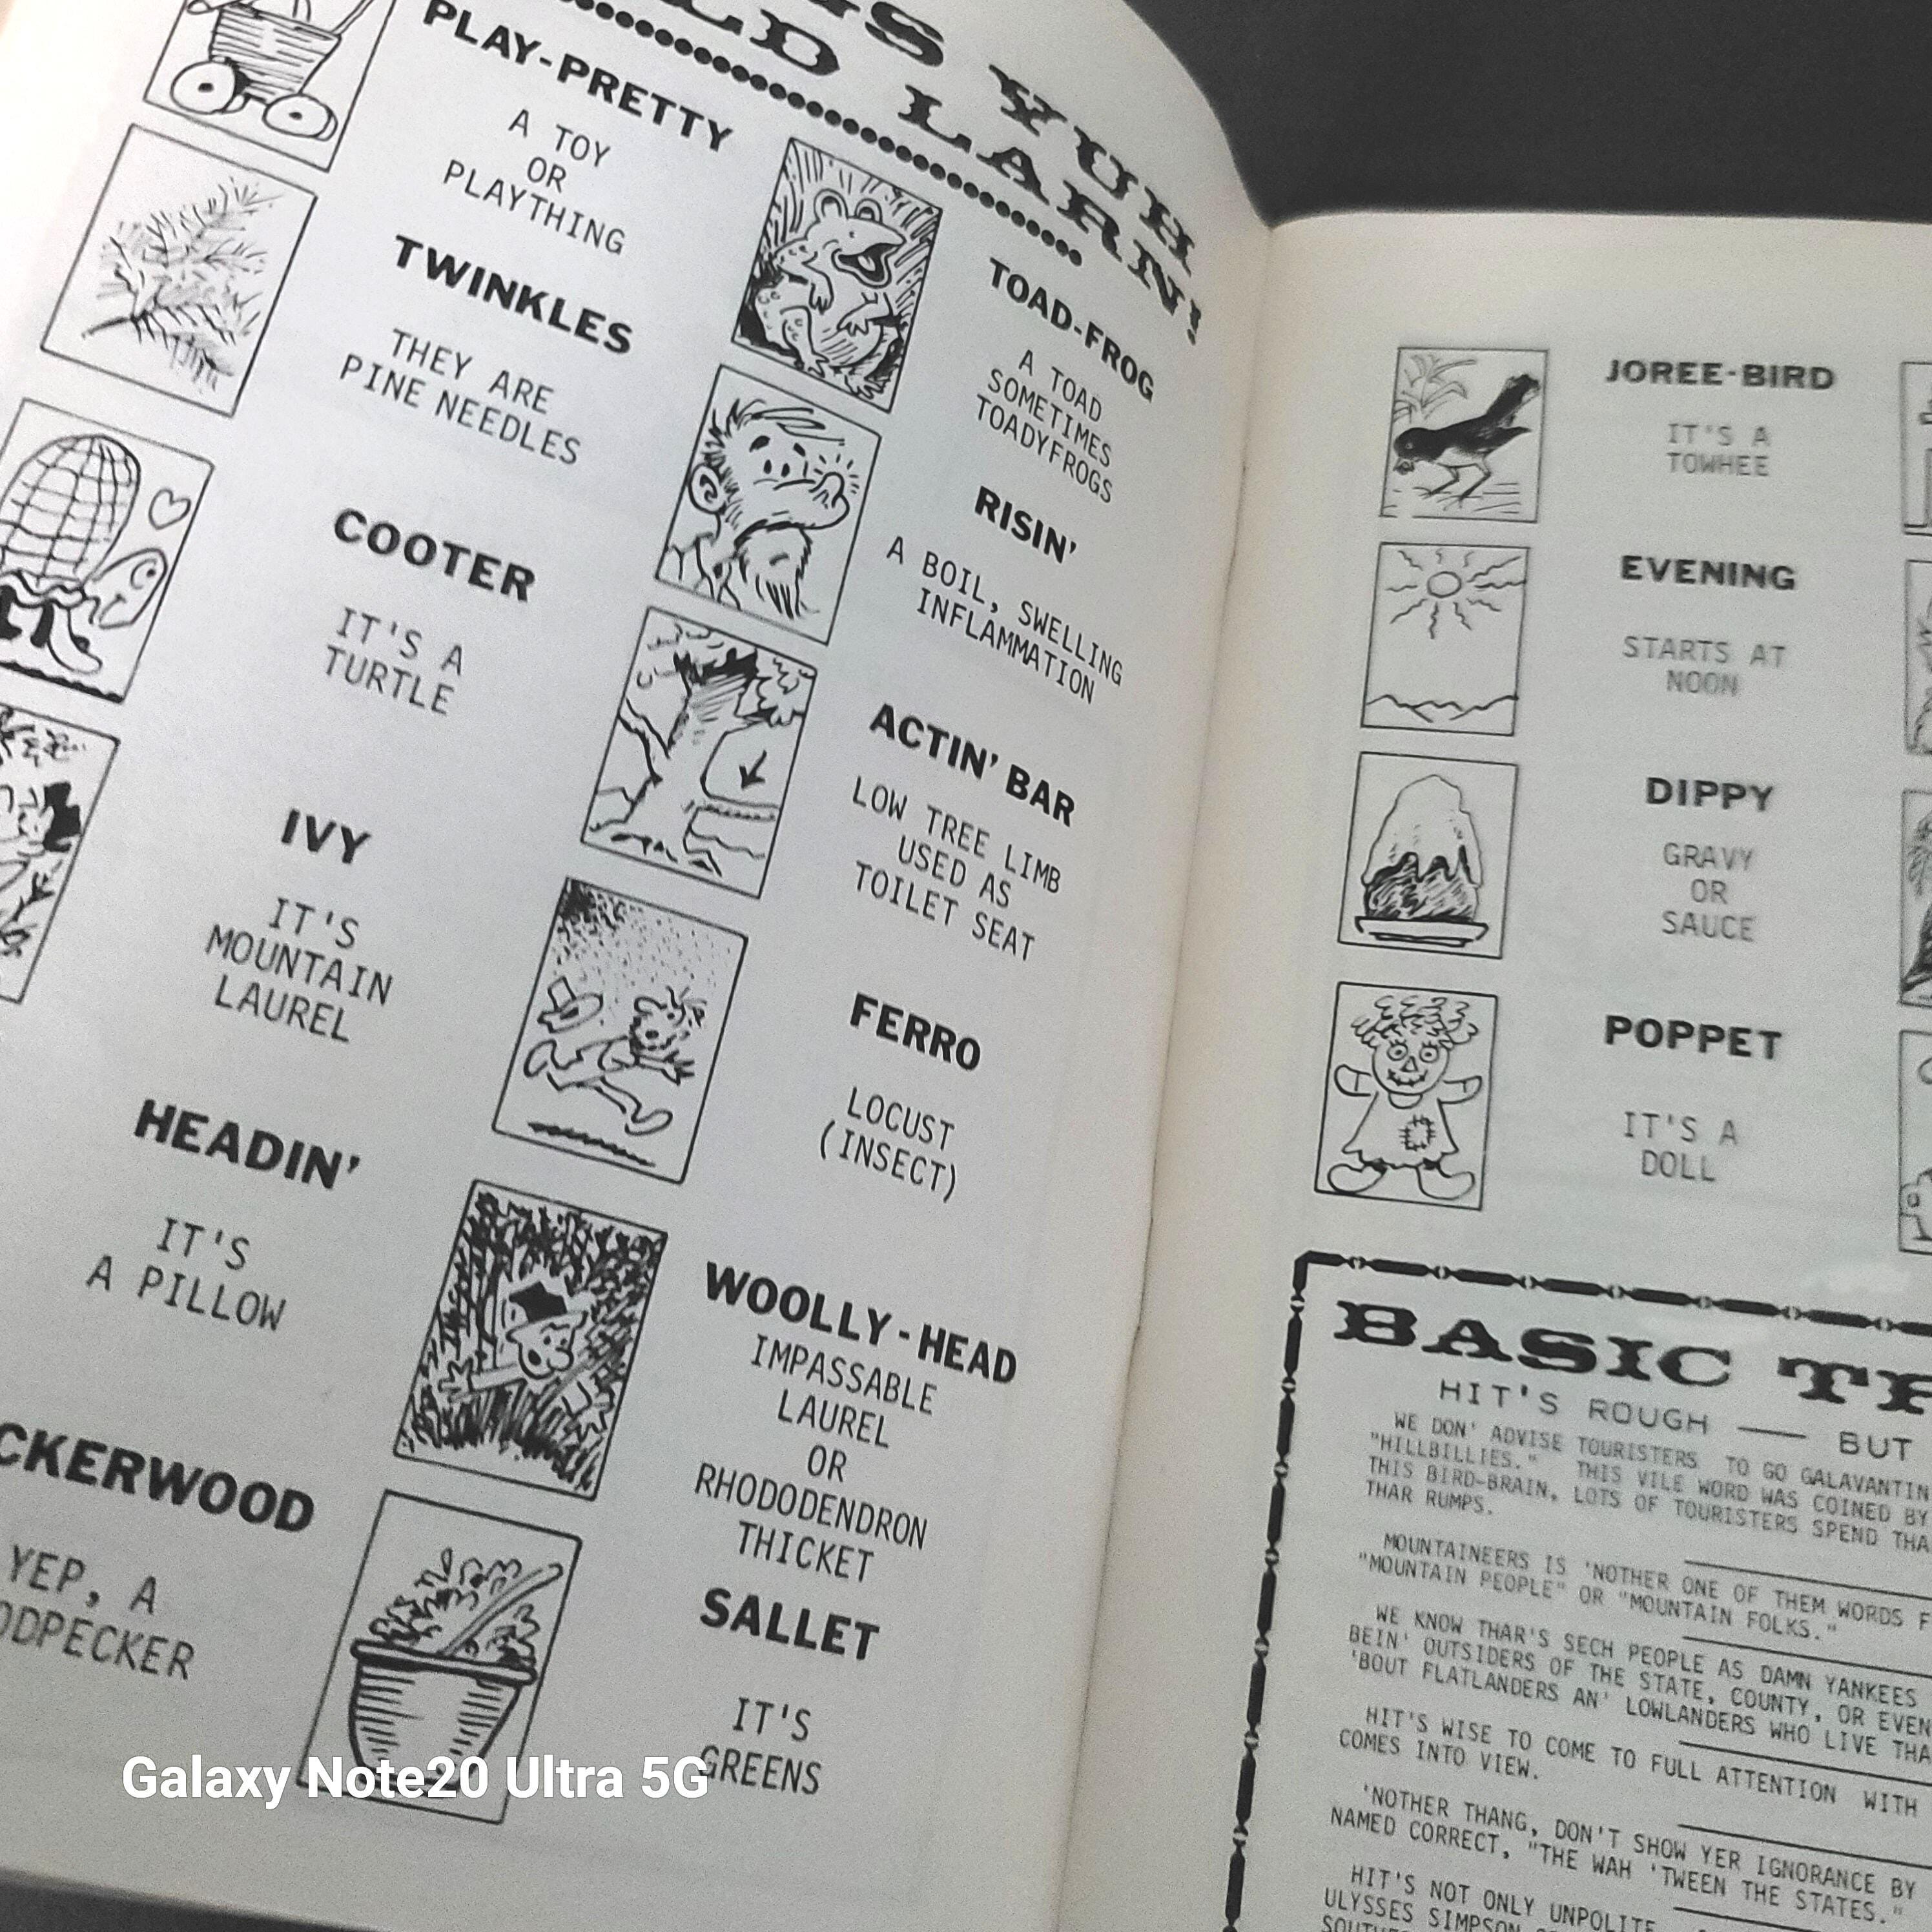 YUH
LARN!
PLAY-PRETTY
A TOY
OR
PLAYTHING
TWINKLES
THEY ARE
PINE NEEDLES
COOTER
IT'S A
TURTLE
IVY
IT'S
MOUNTAIN
LAUREL
HEADIN'
IT'S
A PILLOW
YEP, A
TOAD-FROG
A TOAD
SOMETIMES
TOADYFROGS
RISIN'
A BOIL, SWELLING
INFLAMMATION
ACTIN' BAR
LOW TREE LIMB
USED AS
TOILET SEAT
FERRO
LOCUST
(INSECT)
WOOLLY-HEAD
IMPASSABLE
LAUREL
OR
RHODODENDRON
THICKET
SALLET
IT'S
GREENS
Galaxy Note20 Ultra 5G
JOREE-BIRD
IT'S A
TOWHEE
EVENING
STARTS AT
NOON
DIPPY
GRAVY
OR
SAUCE
POPPET
IT'S A
DOLL
BASIC
HIT'S ROUGH — BUT
WE DON' ADVISE TOURISTERS TO GO GALAVANTIN
"HILLBILLIES." THIS VILE WORD WAS COINED BY
THIS BIRD-BRAIN, LOTS OF TOURISTERS SPEND
THAR RUMPS.
MOUNTAINEERS IS 'NOTHER ONE OF THEM WORDS
"MOUNTAIN PEOPLE" OR "MOUNTAIN FOLKS."
WE KNOW THAR'S SECH PEOPLE AS DAMN YANKEES
BEIN' OUTSIDERS OF THE STATE, COUNTY, OR EVEN
'BOUT FLATLANDERS AN' LOWLANDERS WHO LIVE
HIT'S WISE TO COME TO FULL ATTENTION WITH
COMES INTO VIEW.
'NOTHER THANG, DON'T SHOW YER IGNORANCE BY
NAMED CORRECT, "THE WAH 'TWEEN THE STATES."
HIT'S NOT ONLY UNPOLITE
ULYSSES SIMPSON